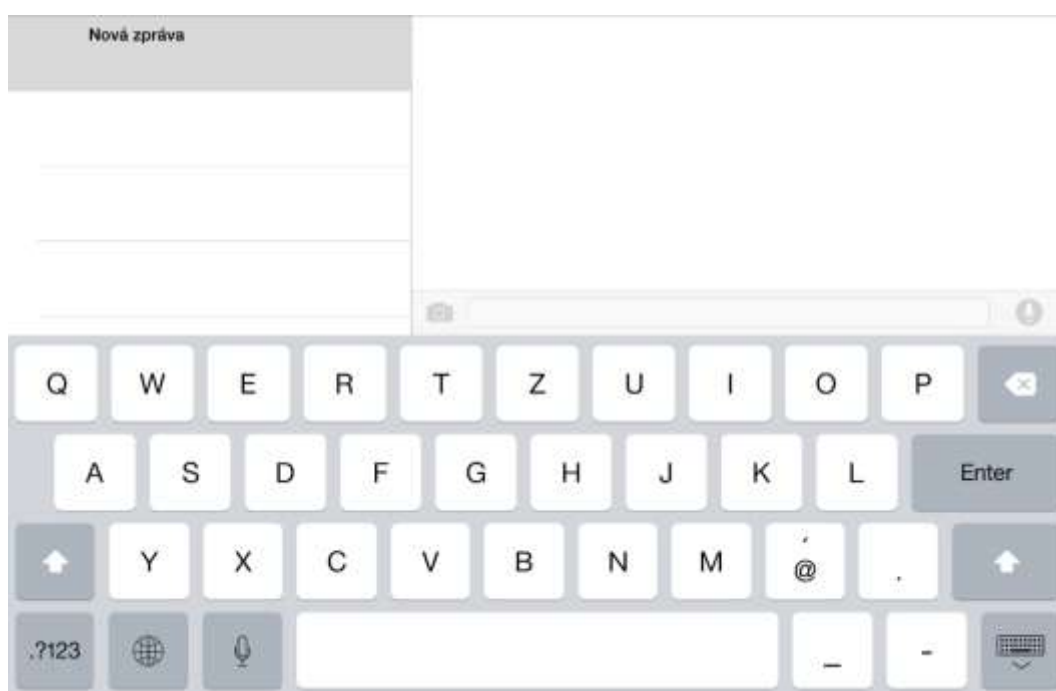 Nová zpráva
Q W E R T Z U I O P
A S D F G H J K L Enter
Y X C V B N M ´ @ .
.?123 _ -